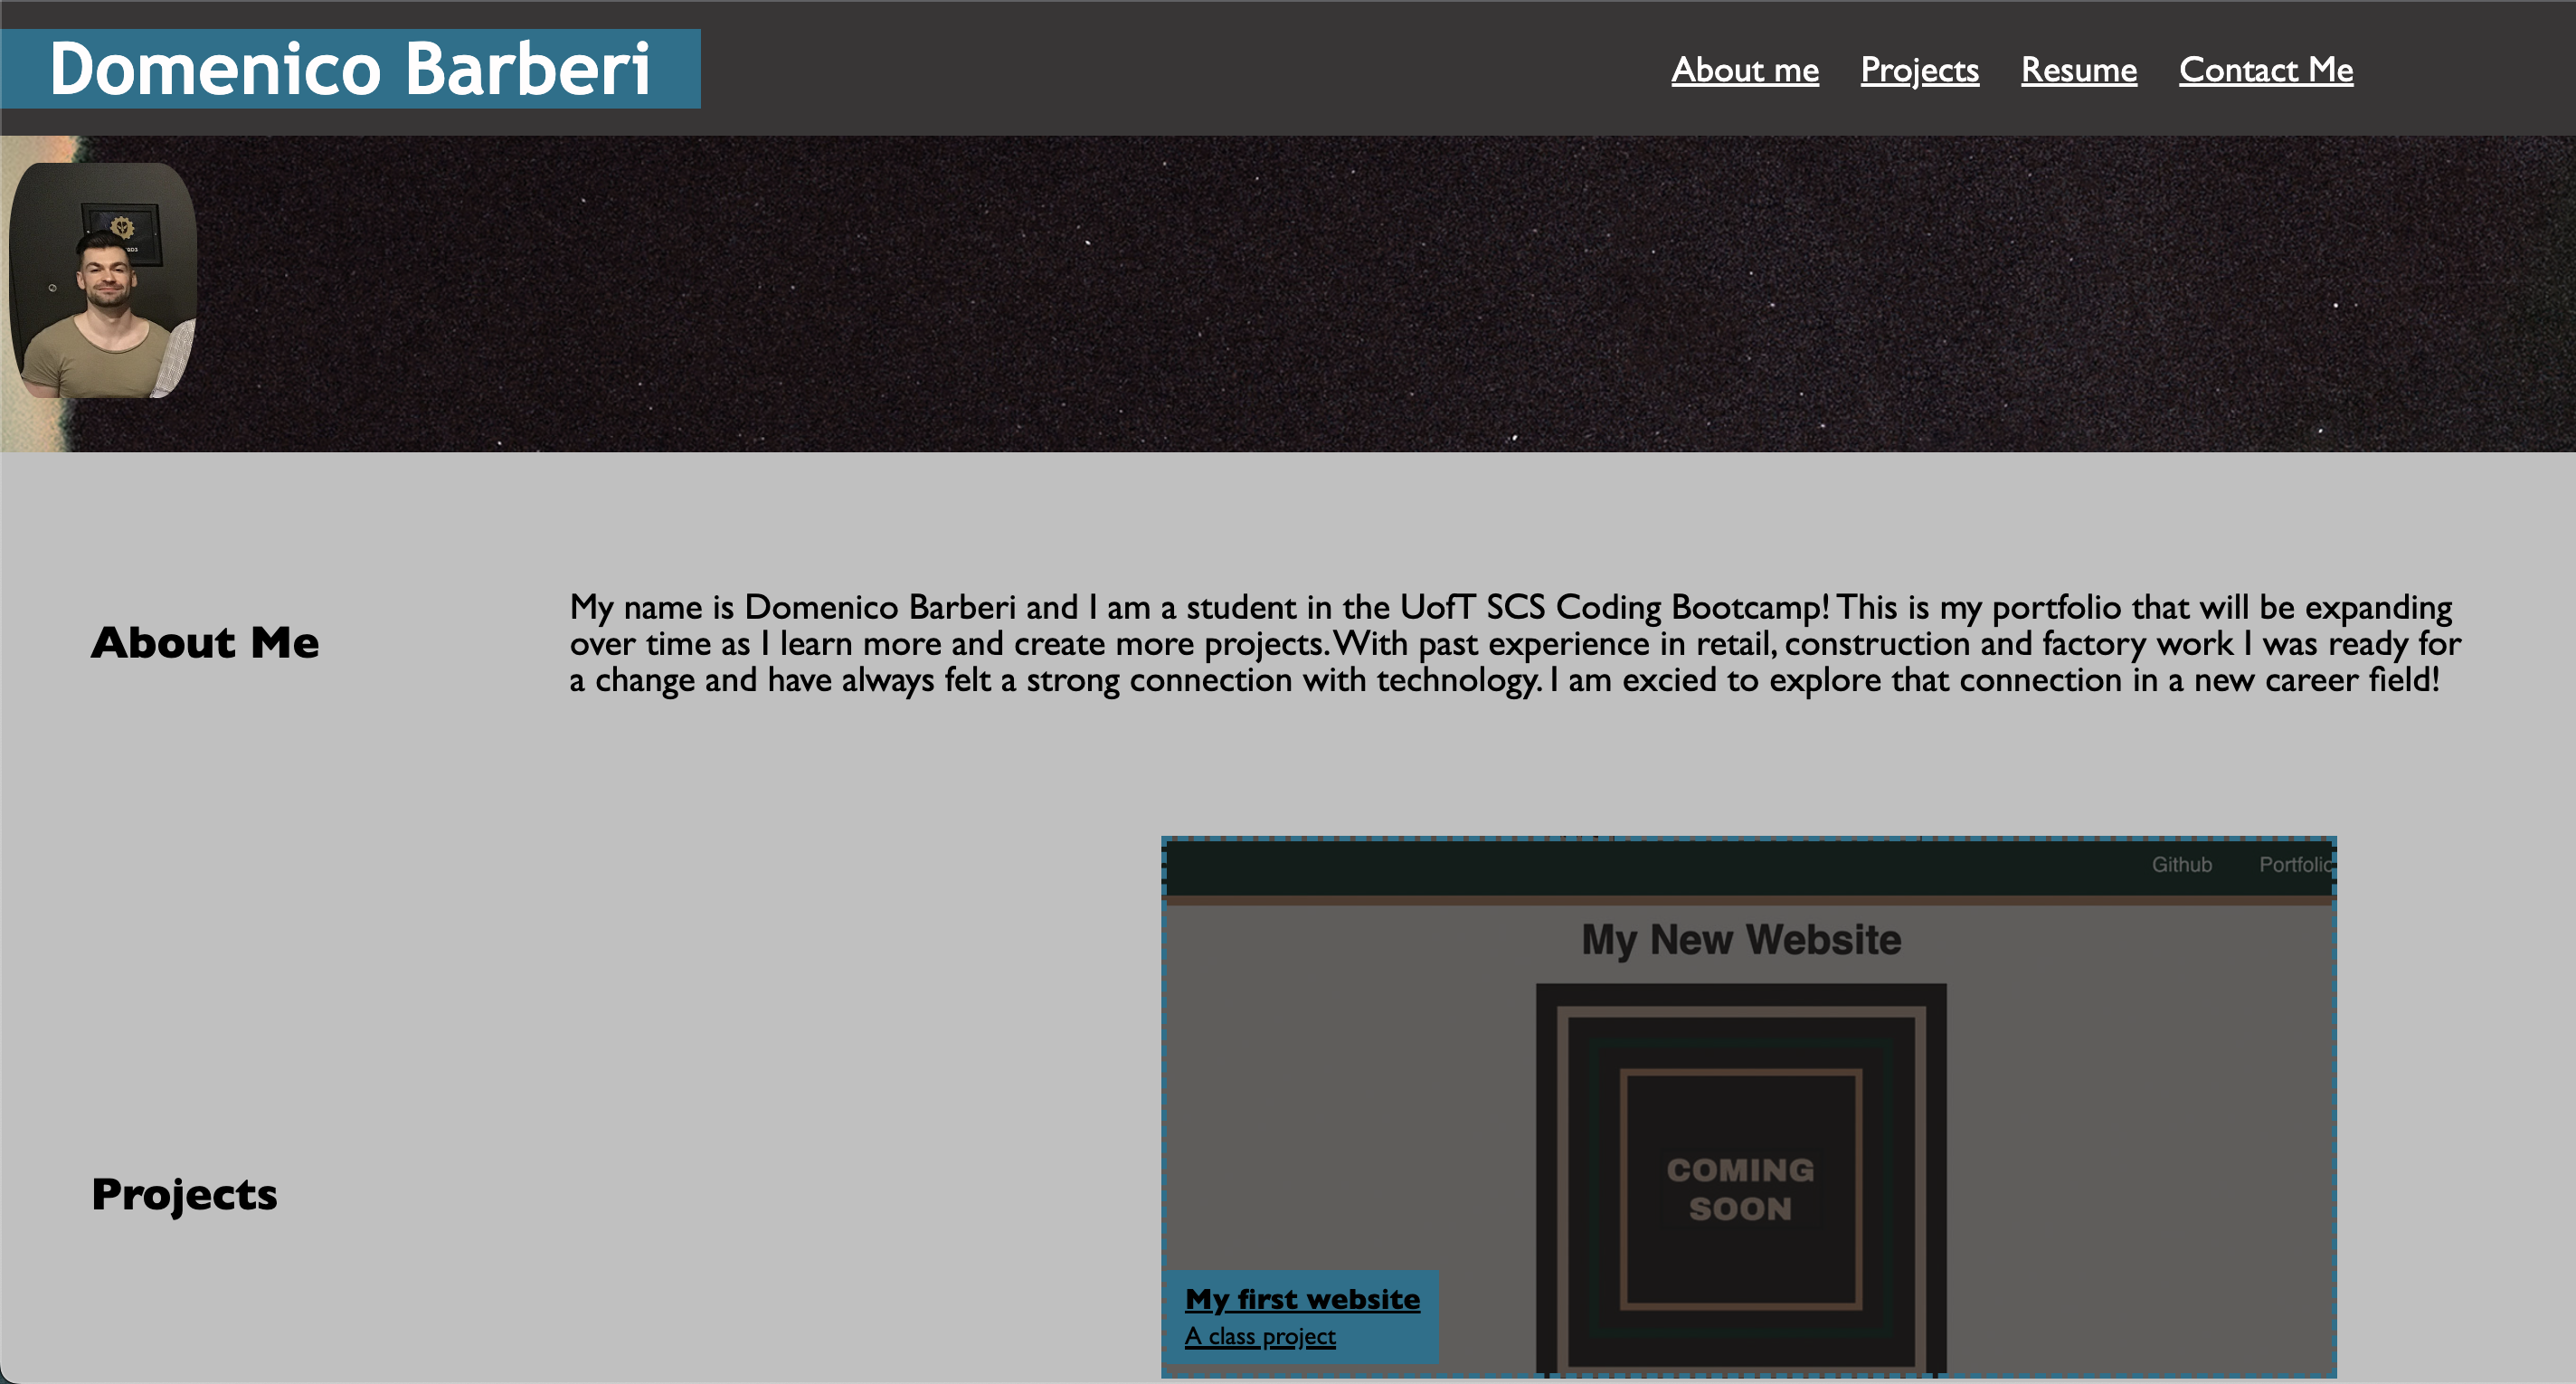 Domenico Barberi
About me Projects Resume Contact Me
About Me
My name is Domenico Barberi and I am a student in the UofT SCS Coding Bootcamp! This is my portfolio that will be expanding
over time as I learn more and create more projects. With past experience in retail, construction and factory work I was ready for
a change and have always felt a strong connection with technology. I am excied to explore that connection in a new career field!
Projects
Github Portfolio
My New Website
COMING
SOON
My first website
A class project